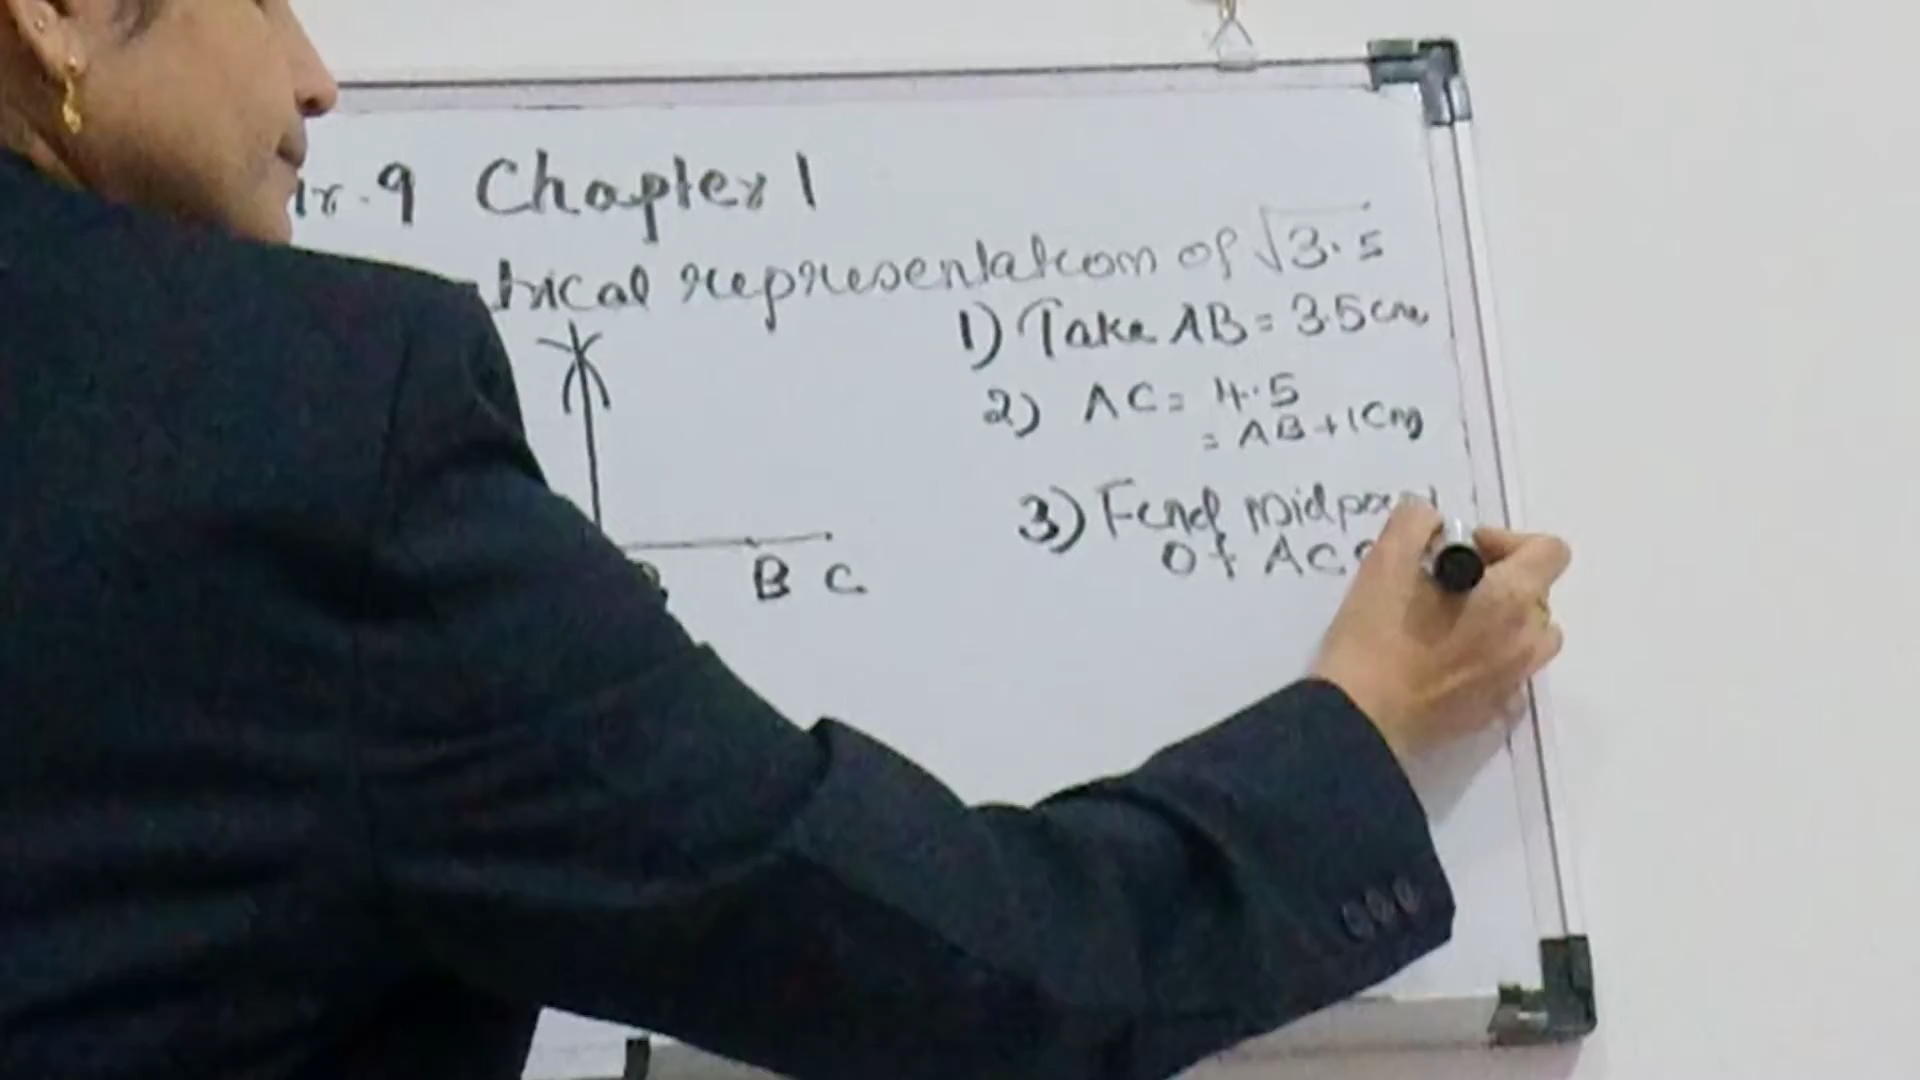 9 Chapter 1
representation of √3.5
1) Take AB = 3.5cm
2) AC = 4.5
= AB + 1cm
3) Find midpoint
of AC
B C